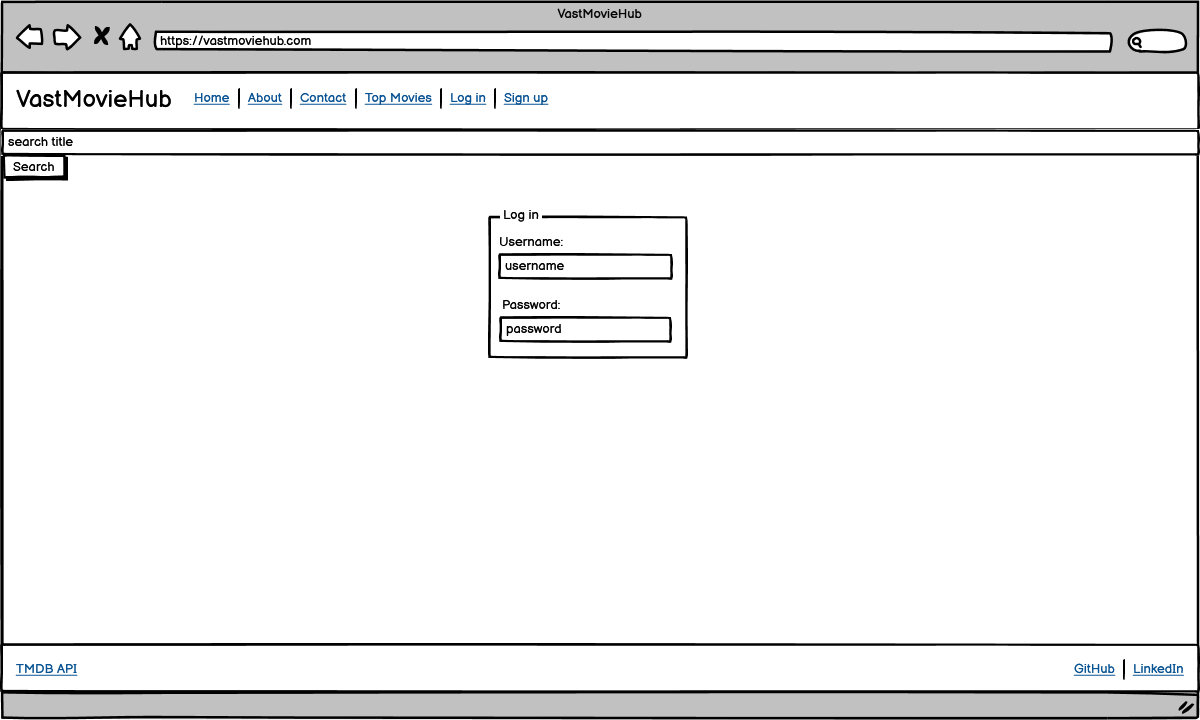 VastMovieHub
https://vastmoviehub.com
VastMovieHub Home About Contact Top Movies Log in Sign up
search title
Search
Log in
Username:
username
Password:
password
TMDB API GitHub LinkedIn